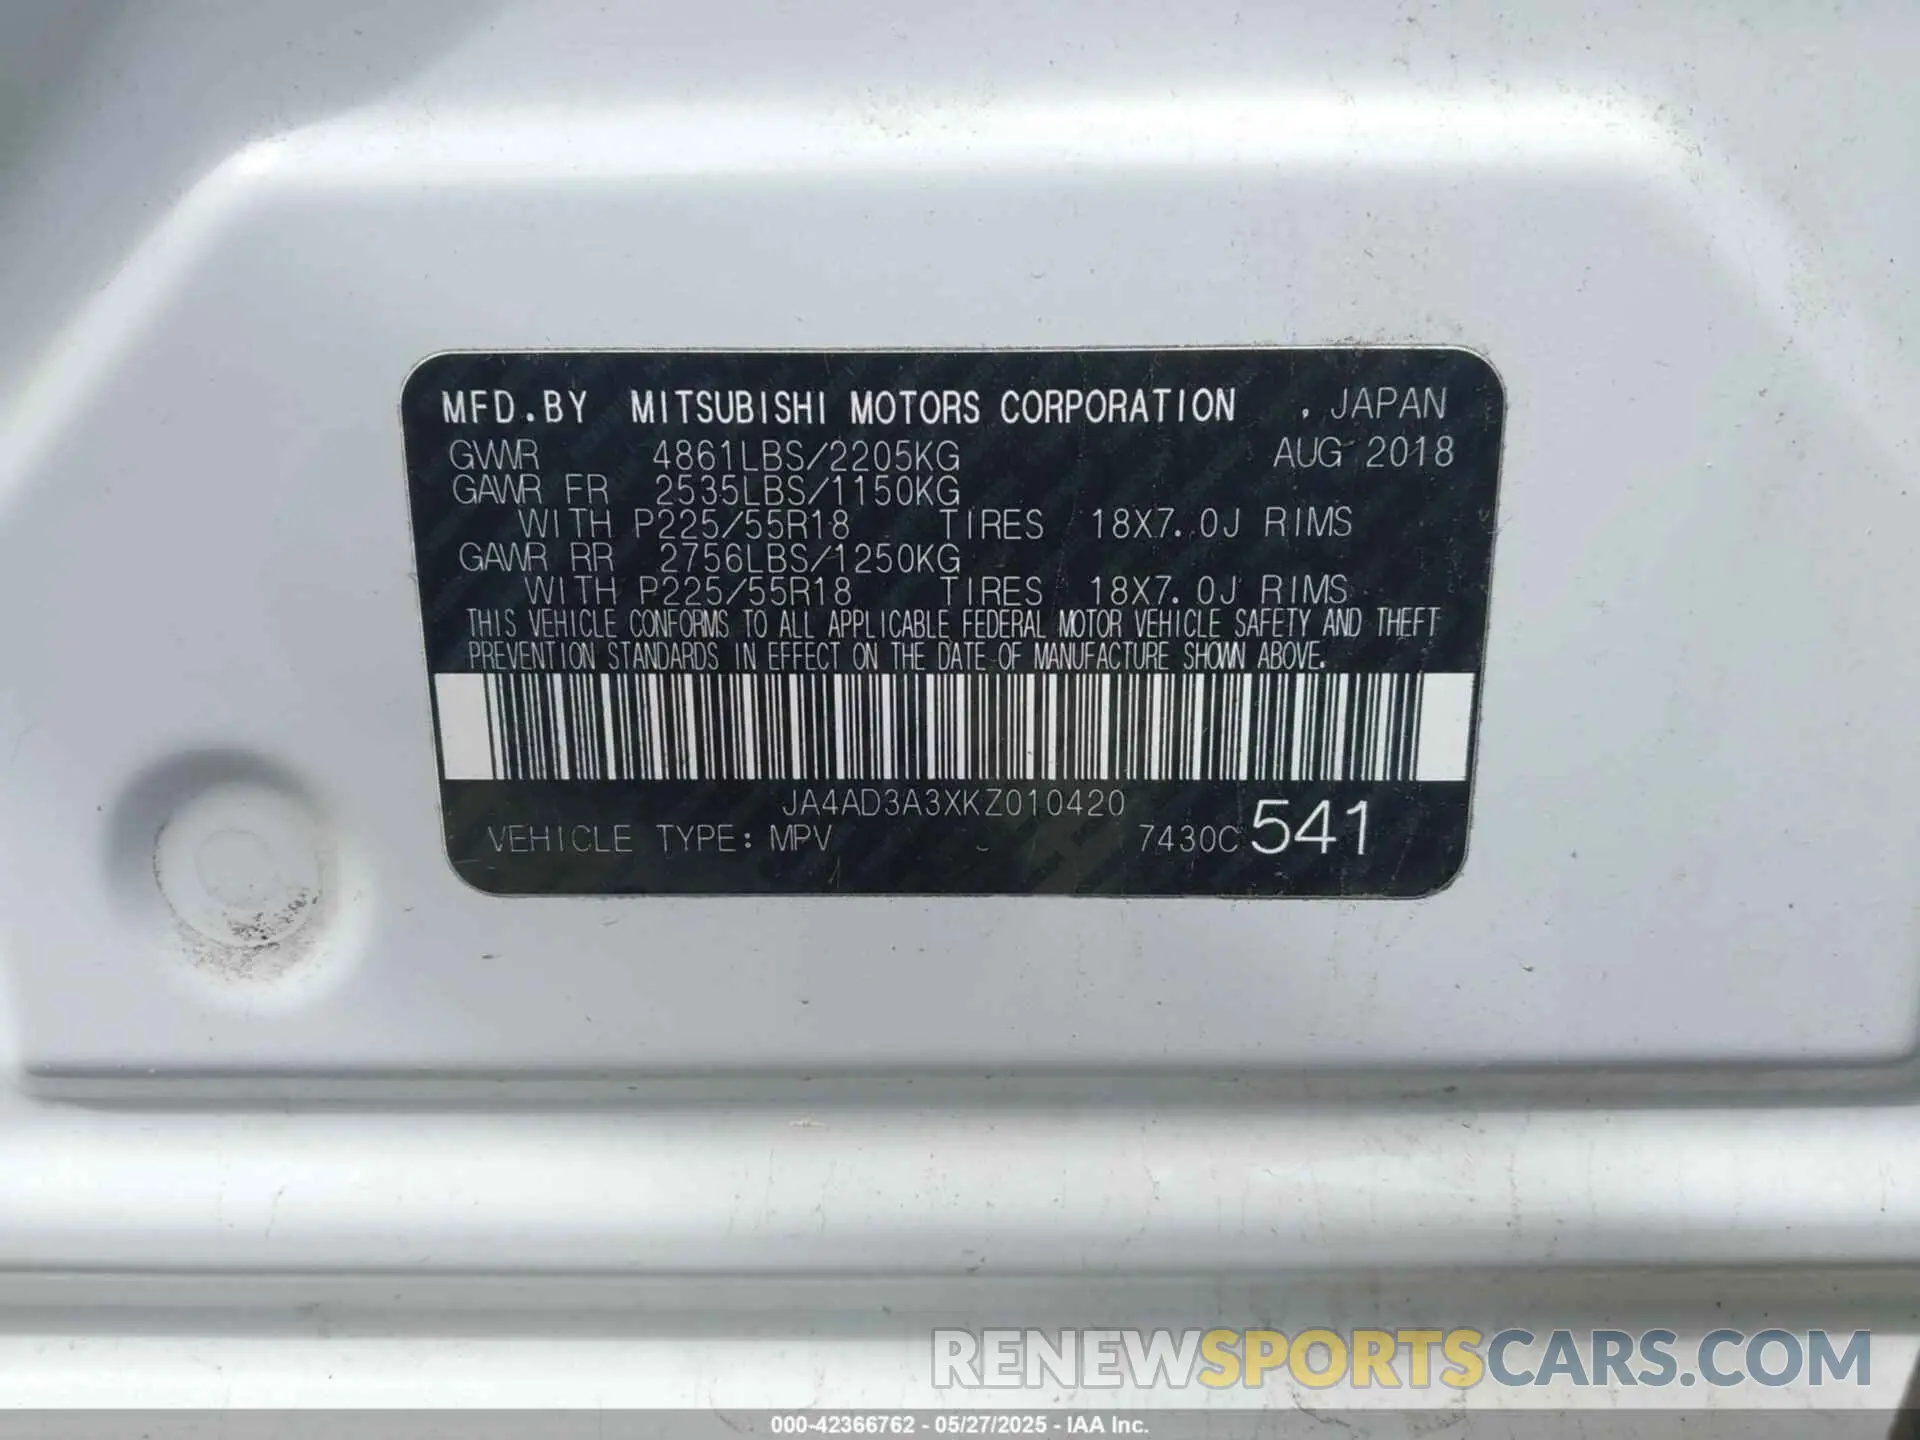 MFD.BY MITSUBISHI MOTORS CORPORATION , JAPAN
GVWR 4861LBS/2205KG AUG 2018
GAWR FR 2535LBS/1150KG
WITH P225/55R18 TIRES 18X7.0J RIMS
GAWR RR 2756LBS/1250KG
WITH P225/55R18 TIRES 18X7.0J RIMS
THIS VEHICLE CONFORMS TO ALL APPLICABLE FEDERAL MOTOR VEHICLE SAFETY AND THEFT
PREVENTION STANDARDS IN EFFECT ON THE DATE OF MANUFACTURE SHOWN ABOVE.
JA4AD3A3XKZ010420
VEHICLE TYPE: MPV 7430C 541
RENEWSPORTSCARS.COM
000-42366762 - 05/27/2025 - IAA Inc.